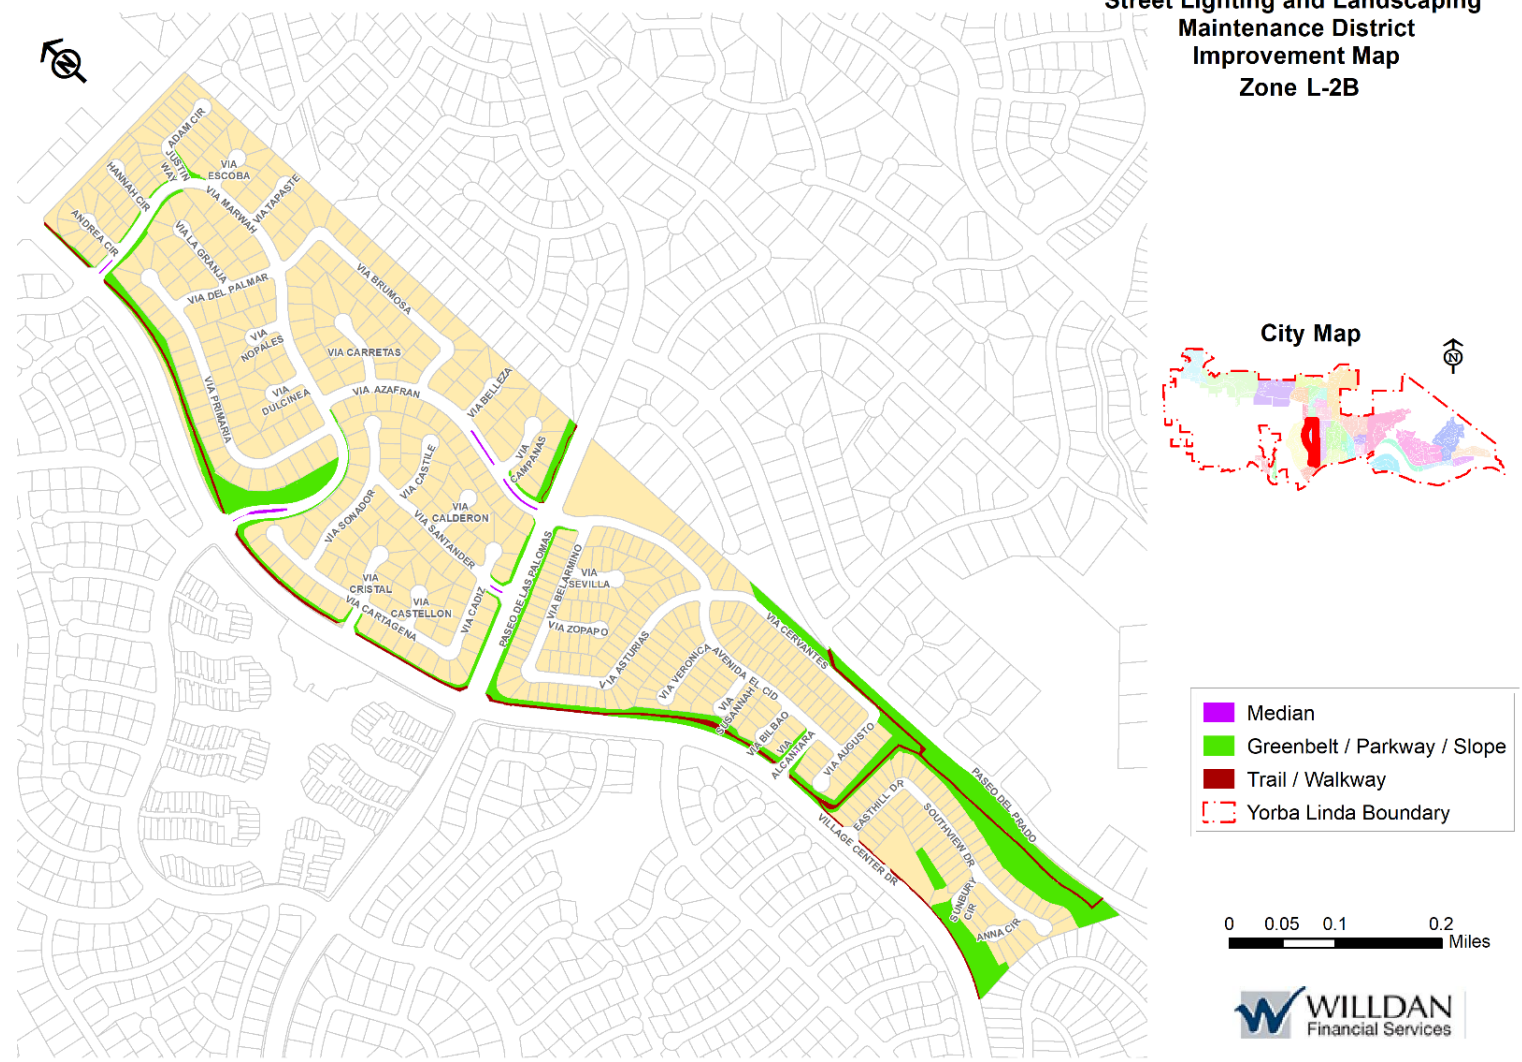 Street Lighting and Landscaping
Maintenance District
Improvement Map
Zone L-2B
N
ADAM CIR
JUSTIN
WAY
VIA
ESCOBA
HANNAH CIR
VIA MARWAH
VIA TAPASTE
ANDREA CIR
VIA LA GRANJA
VIA DEL PALMAR
VIA BRUMOSA
VIA
NOPALES
VIA CARRETAS
VIA PRIMARIA
VIA
DULCINEA
VIA AZAFRAN
VIA BELLEZA
VIA
CAMPANAS
VIA CASTILE
VIA SONADOR
VIA
CALDERON
VIA SANTANDER
VIA
CRISTAL
VIA
CASTELLON
VIA CARTAGENA
VIA CADIZ
PASEO DE LAS PALOMAS
VIA BELARMINO
VIA
SEVILLA
VIA ZOPAPO
VIA ASTURIAS
VIA VERONICA
AVENIDA EL CID
VIA CERVANTES
VIA
SUSANNAH
VIA BILBAO
VIA
ALCANTARA
VIA AUGUSTO
EASTHILL DR
VILLAGE CENTER DR
SOUTHVIEW DR
PASEO DEL PRADO
SUNBURY
CIR
ANNA CIR
City Map
N
Median
Greenbelt / Parkway / Slope
Trail / Walkway
Yorba Linda Boundary
0 0.05 0.1 0.2
Miles
WILLDAN
Financial Services